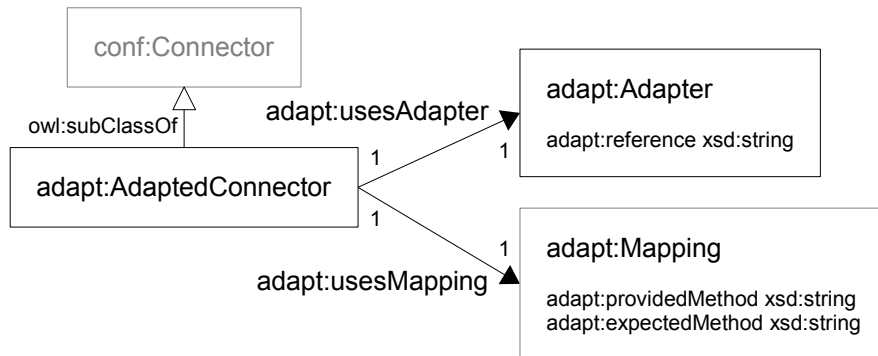 conf:Connector
owl:subClassOf
adapt:AdaptedConnector
adapt:usesAdapter
1
1
adapt:Adapter
adapt:reference xsd:string
1
1
adapt:usesMapping
adapt:Mapping
adapt:providedMethod xsd:string
adapt:expectedMethod xsd:string